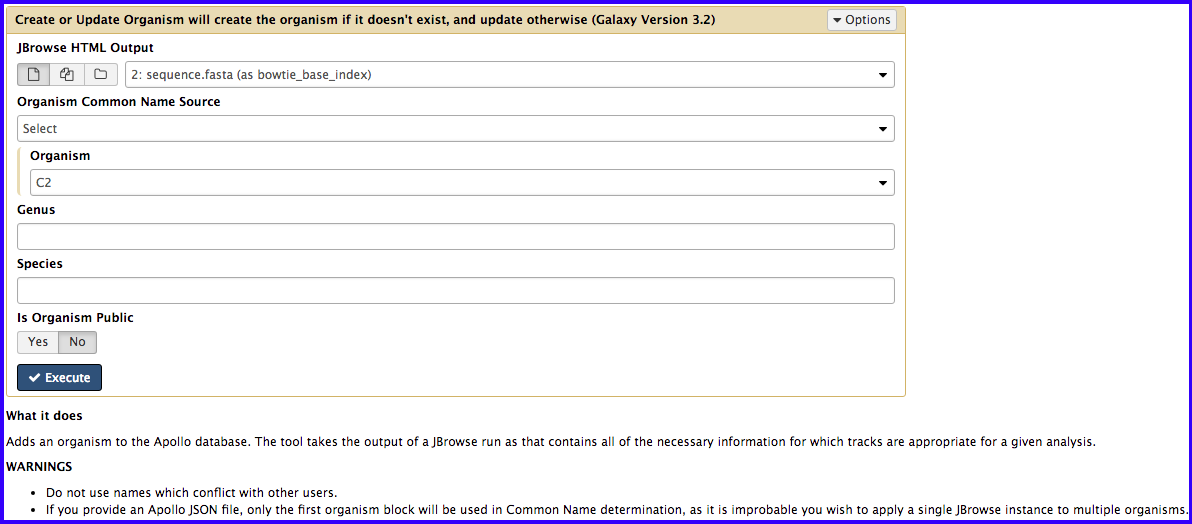 Create or Update Organism will create the organism if it doesn't exist, and update otherwise (Galaxy Version 3.2)
Options
JBrowse HTML Output
2: sequence.fasta (as bowtie_base_index)
Organism Common Name Source
Select
Organism
C2
Genus
Species
Is Organism Public
Yes No
Execute
What it does
Adds an organism to the Apollo database. The tool takes the output of a JBrowse run as that contains all of the necessary information for which tracks are appropriate for a given analysis.
WARNINGS
• Do not use names which conflict with other users.
• If you provide an Apollo JSON file, only the first organism block will be used in Common Name determination, as it is improbable you wish to apply a single JBrowse instance to multiple organisms.